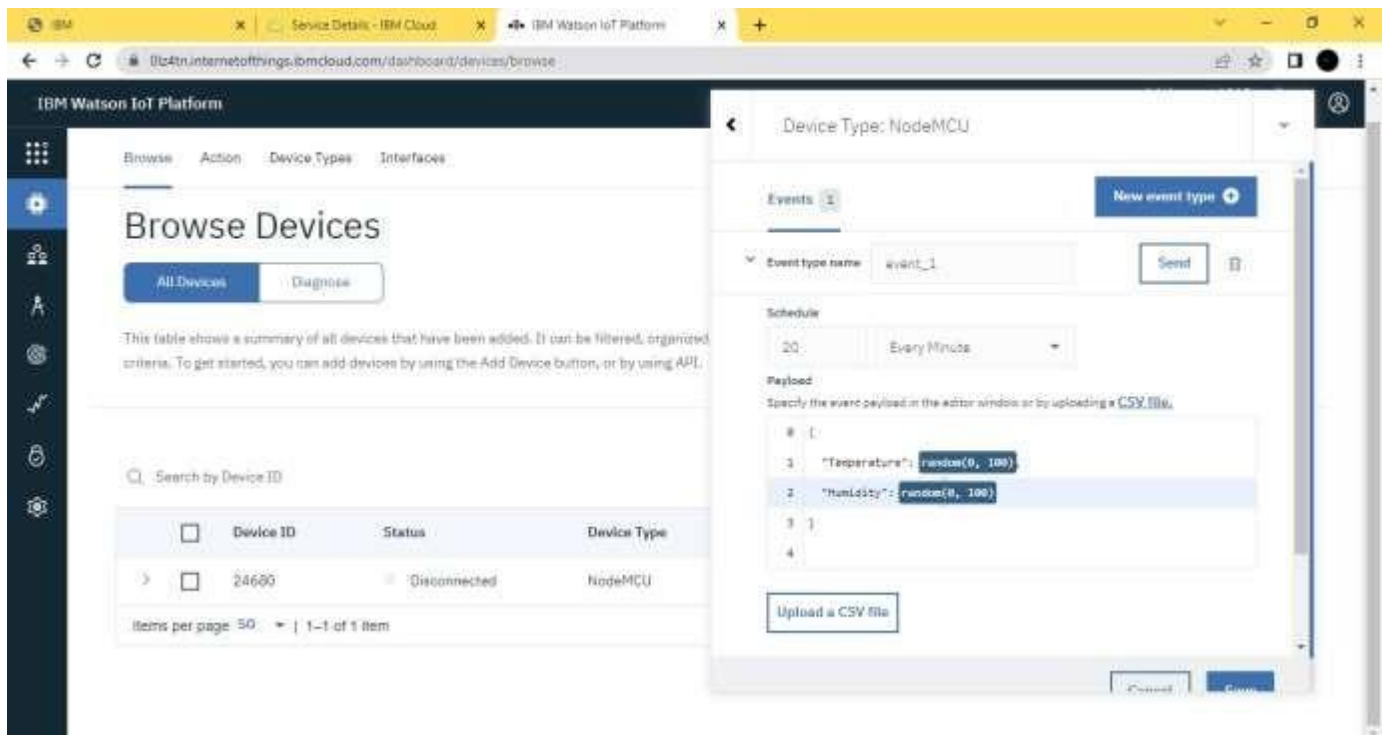 IBM
Service Details - IBM Cloud
IBM Watson IoT Platform
0lz4tn.internetofthings.ibmcloud.com/dashboard/devices/browse
IBM Watson IoT Platform
Browse Action Device Types Interfaces
Browse Devices
All Devices Diagnose
This table shows a summary of all devices that have been added. It can be filtered, organized
criteria. To get started, you can add devices by using the Add Device button, or by using API.
Search by Device ID
Device ID Status Device Type
24680 Disconnected NodeMCU
Items per page 50 | 1–1 of 1 item
Device Type: NodeMCU
Events 1
New event type
Event type name event_1 Send
Schedule
20 Every Minute
Payload
Specify the event payload in the editor window or by uploading a CSV file.
0 {
1 "Temperature": random(0, 100)
2 "Humidity": random(0, 100)
3 }
4
Upload a CSV file
Cancel Save